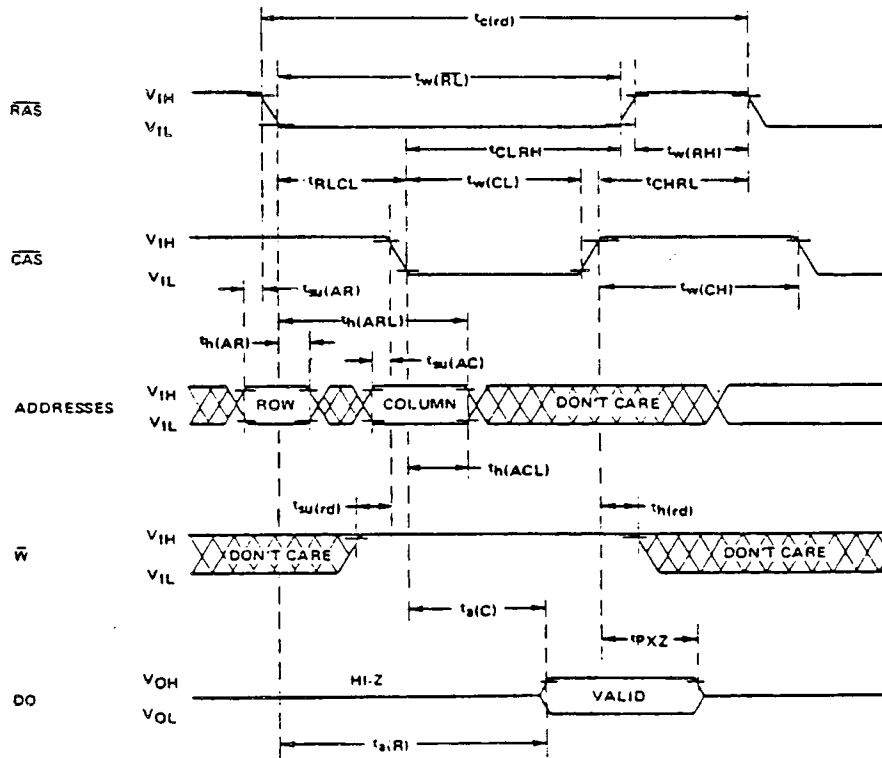 tc(rd)
tw(RL)
RAS
VIH
VIL
tCLRH
tw(RH)
tRLCL
tw(CL)
tCHRL
CAS
VIH
VIL
tsu(AR)
tw(CH)
th(ARL)
th(AR)
tsu(AC)
ADDRESSES
VIH
VIL
ROW
COLUMN
DON'T CARE
th(ACL)
tsu(rd)
th(rd)
W
VIH
VIL
DON'T CARE
DON'T CARE
ta(C)
tPXZ
DO
VOH
VOL
HI-Z
VALID
ta(R)